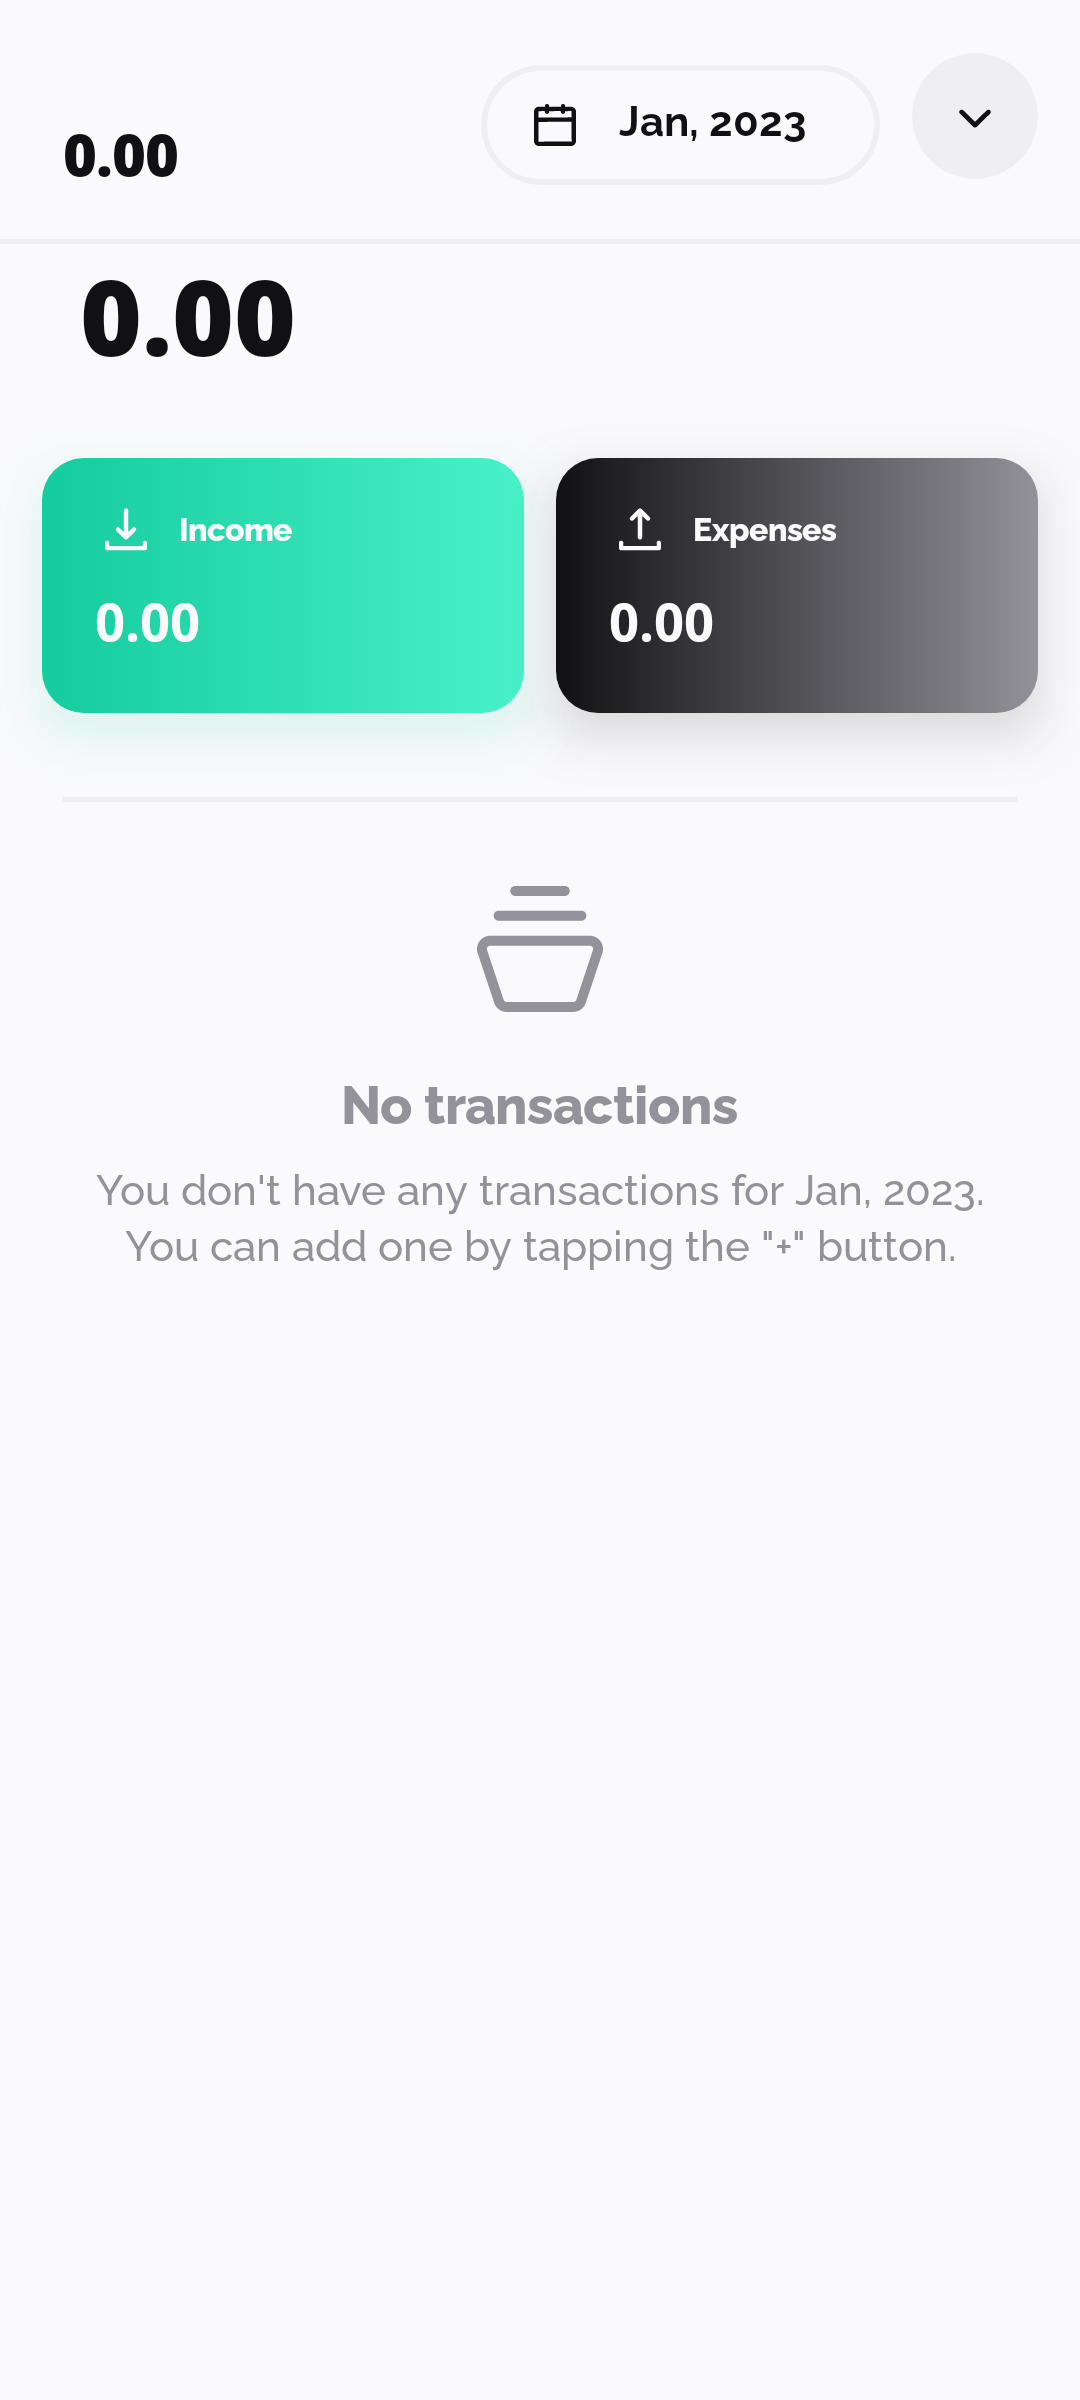 0.00
Jan, 2023
0.00
Income
0.00
Expenses
0.00
No transactions
You don't have any transactions for Jan, 2023.
You can add one by tapping the "+" button.